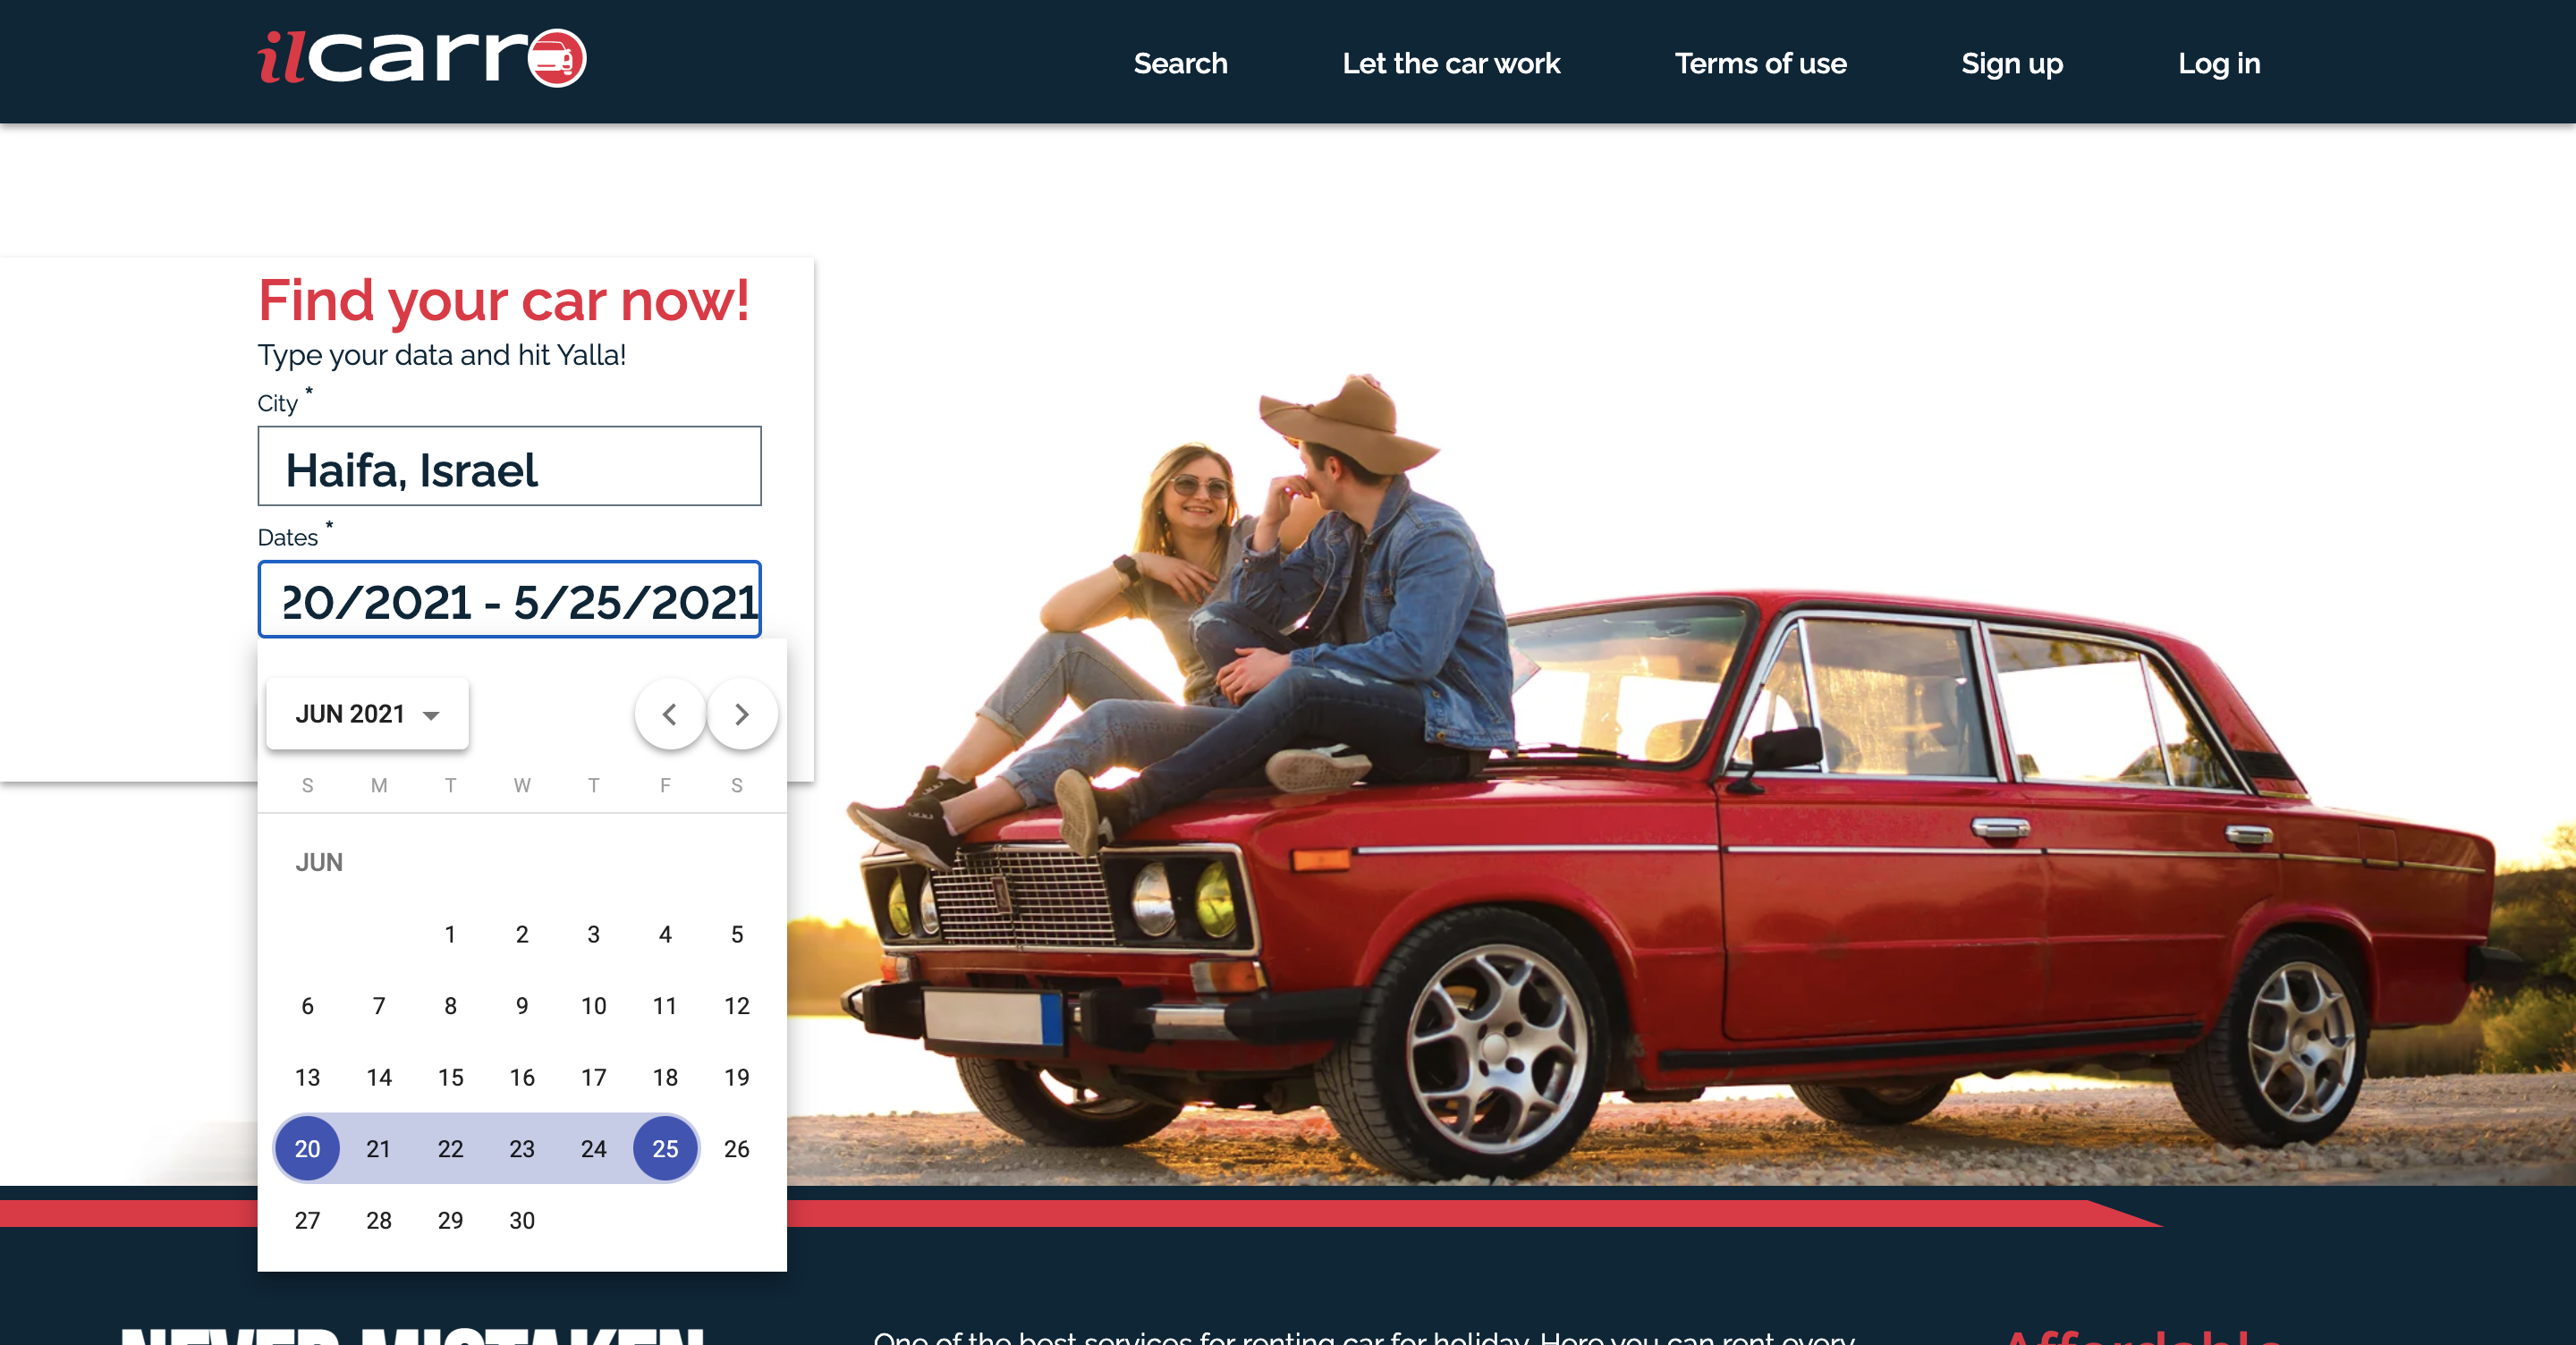 ilcarro
Search Let the car work Terms of use Sign up Log in
Find your car now!
Type your data and hit Yalla!
City *
Haifa, Israel
Dates *
20/2021 - 5/25/2021
JUN 2021
S M T W T F S
JUN
1 2 3 4 5
6 7 8 9 10 11 12
13 14 15 16 17 18 19
20 21 22 23 24 25 26
27 28 29 30
NEVER MISTAKEN
One of the best services for renting car for holiday. Here you can rent every
Affordable